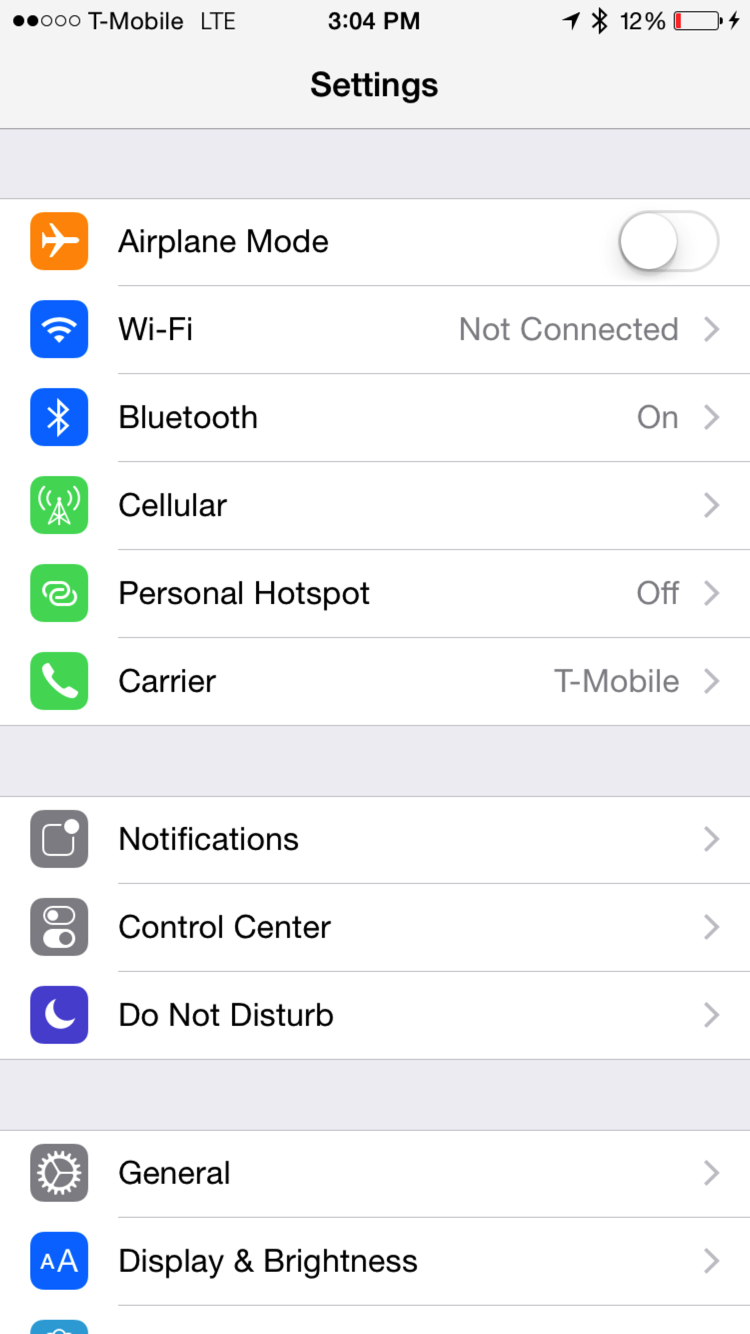 T-Mobile LTE 3:04 PM 12%
Settings
Airplane Mode
Wi-Fi Not Connected
Bluetooth On
Cellular
Personal Hotspot Off
Carrier T-Mobile
Notifications
Control Center
Do Not Disturb
General
AA Display & Brightness